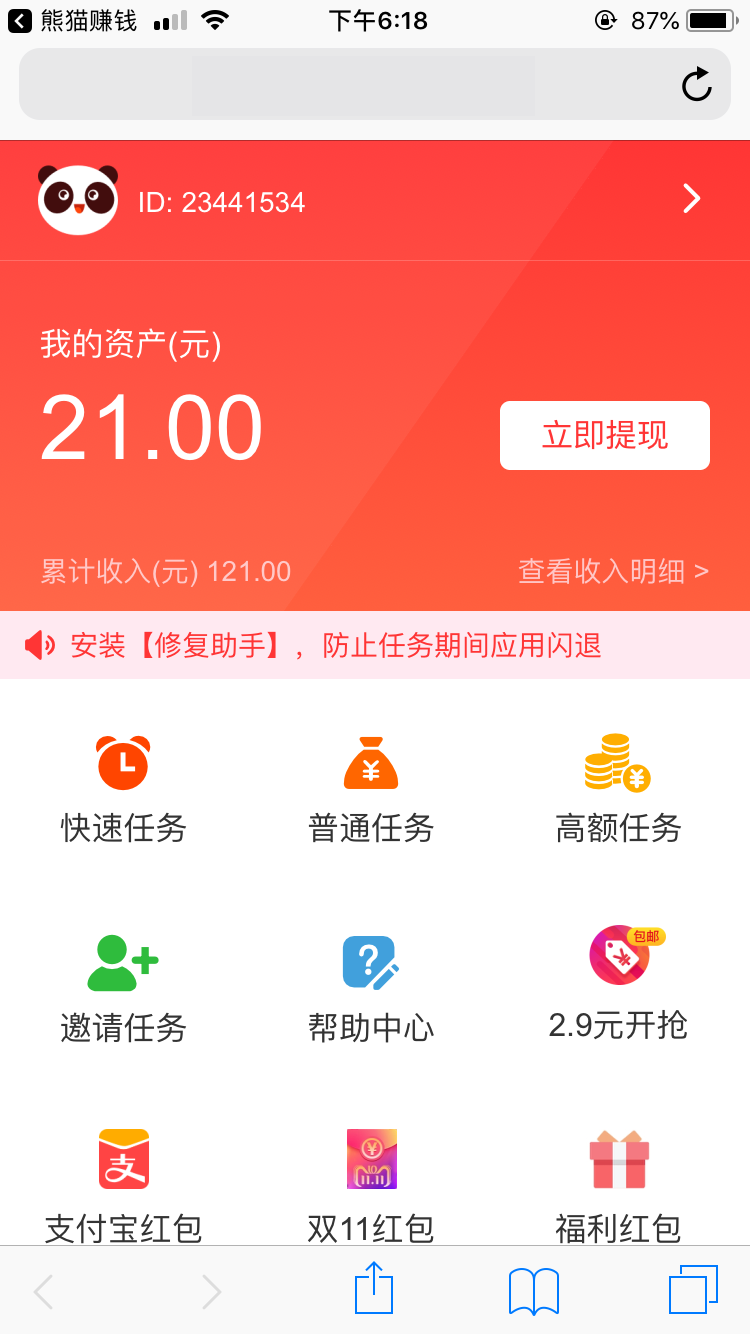 熊猫赚钱 下午6:18 87%
ID: 23441534
我的资产(元)
21.00
立即提现
累计收入(元) 121.00 查看收入明细 >
安装【修复助手】，防止任务期间应用闪退
快速任务 普通任务 高额任务
包邮
邀请任务 帮助中心 2.9元开抢
支 11.11
支付宝红包 双11红包 福利红包